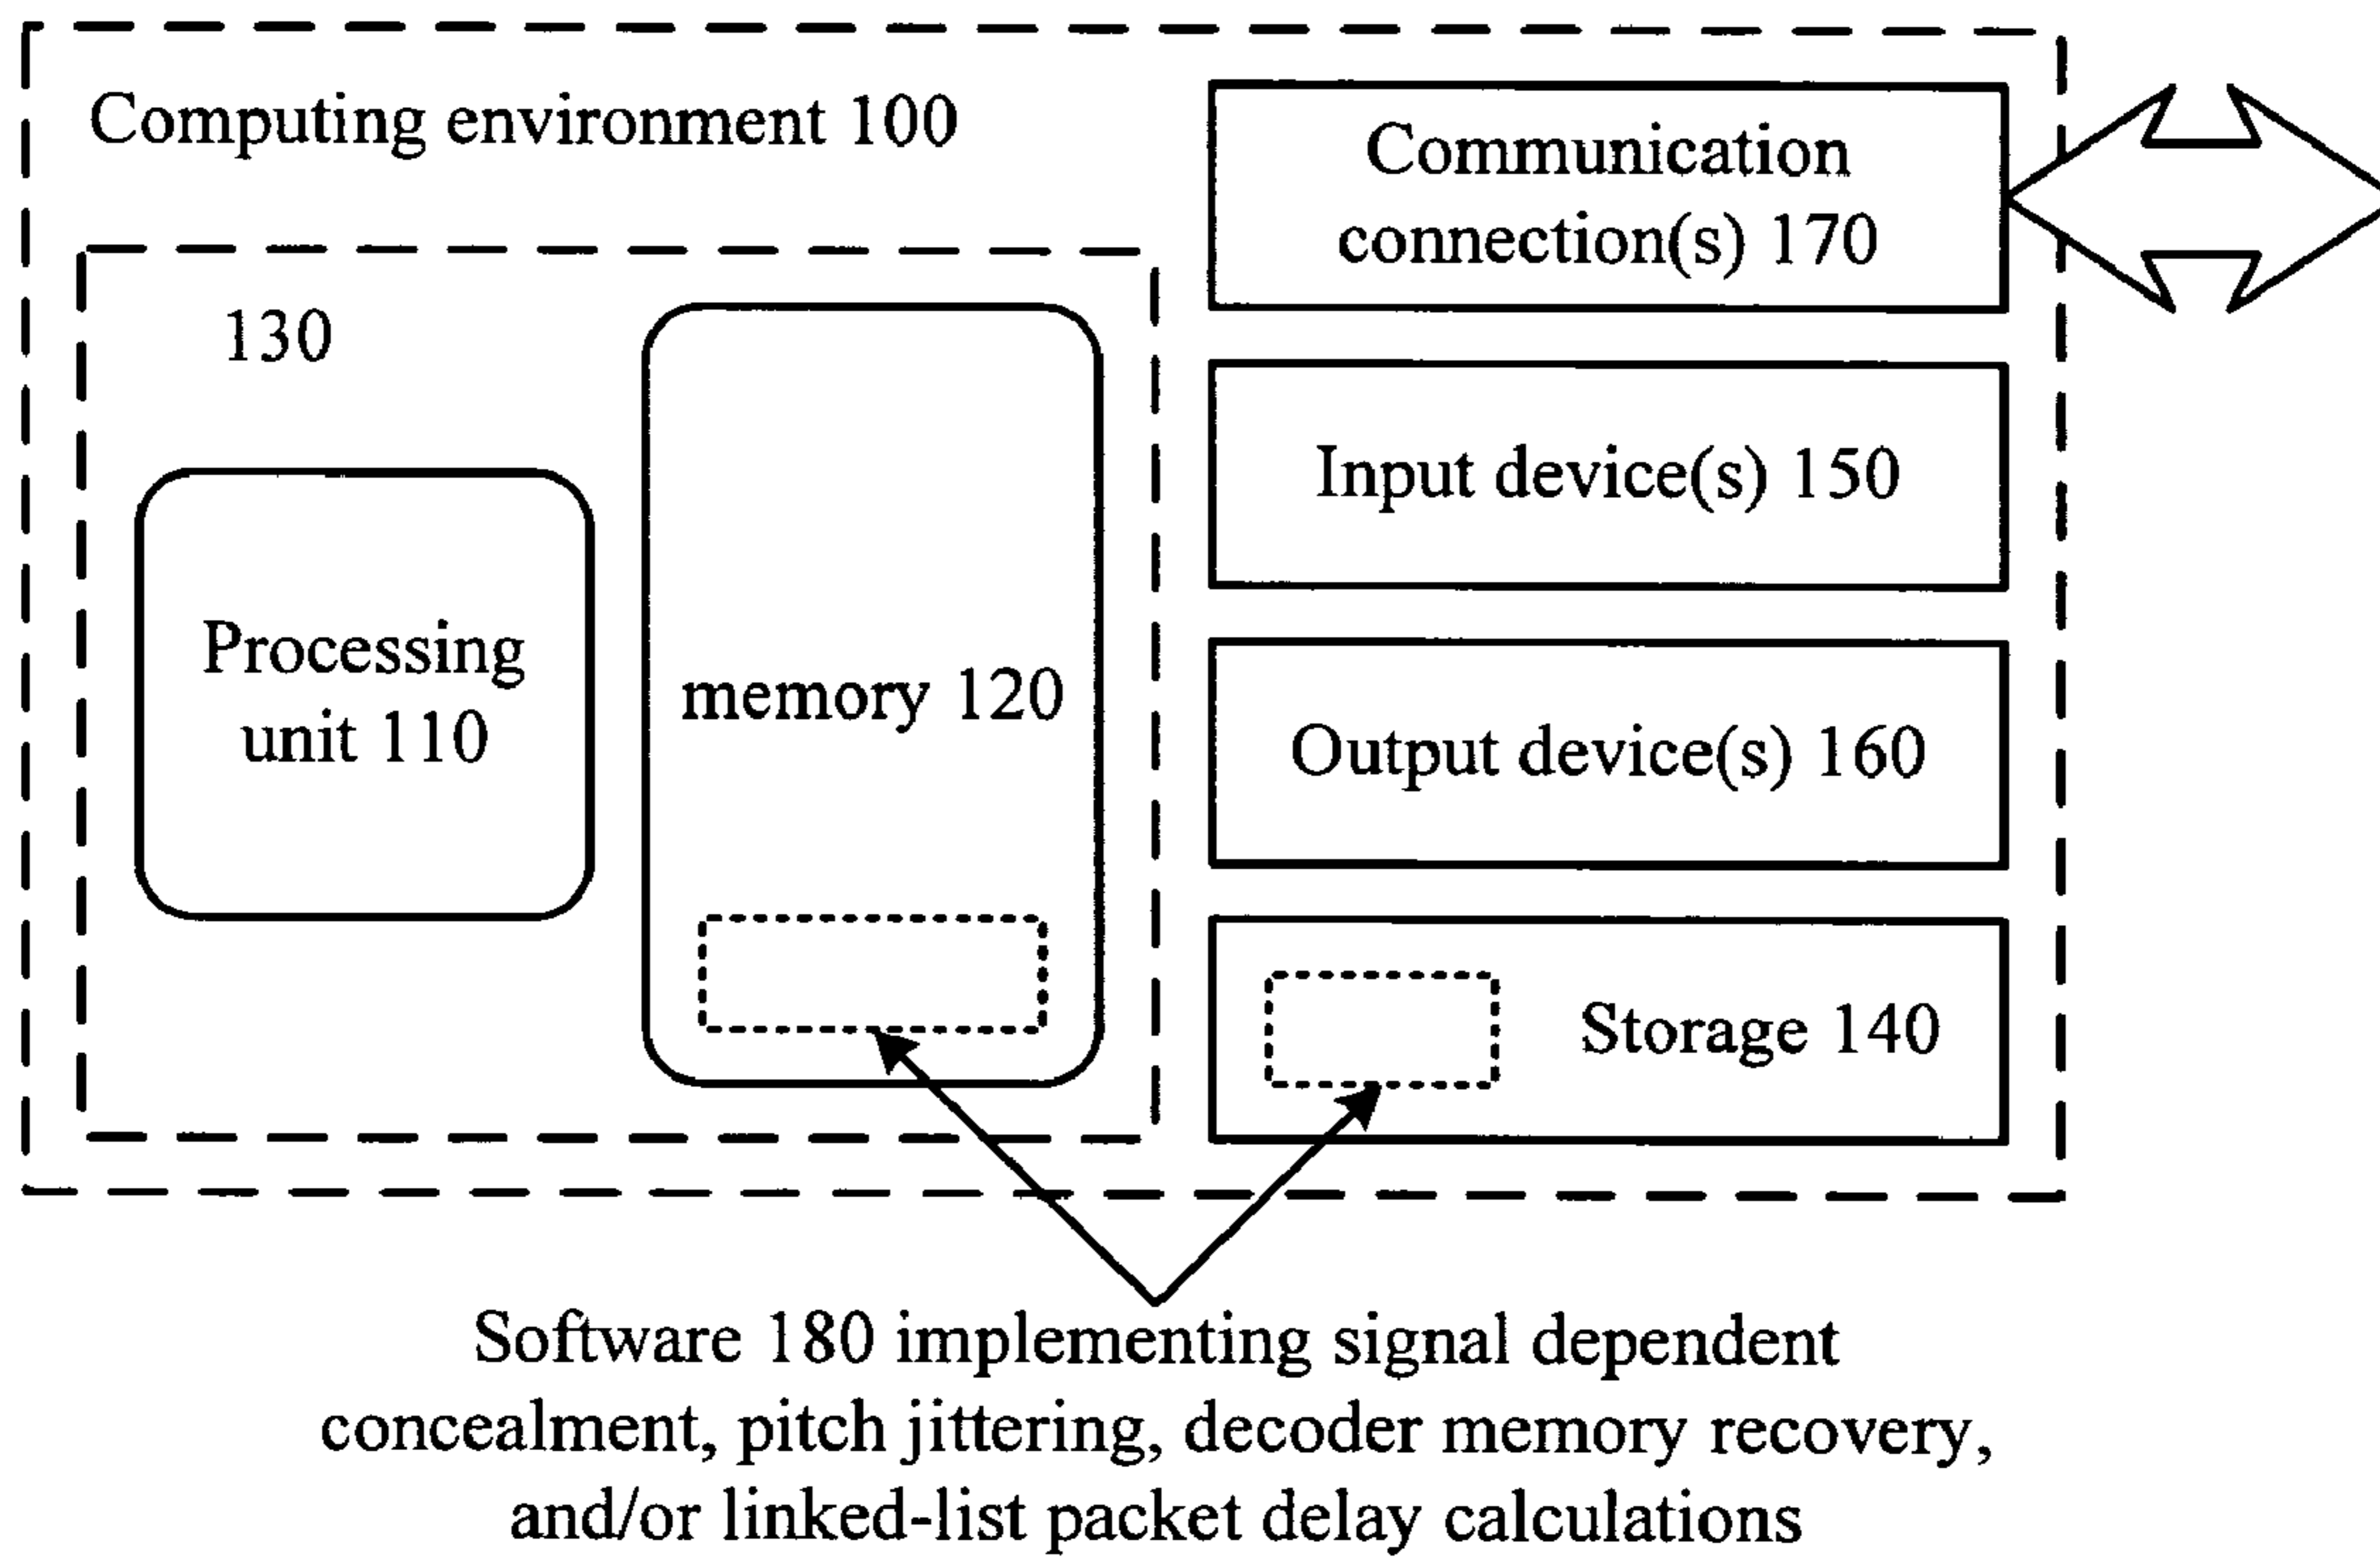 Computing environment 100
Communication
connection(s) 170
130
Input device(s) 150
Processing
unit 110
memory 120
Output device(s) 160
Storage 140
Software 180 implementing signal dependent
concealment, pitch jittering, decoder memory recovery,
and/or linked-list packet delay calculations